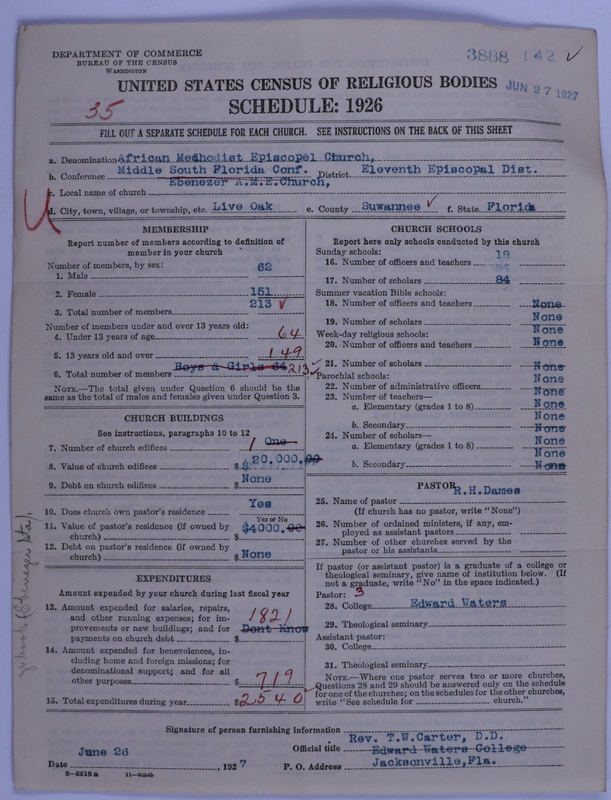 DEPARTMENT OF COMMERCE
BUREAU OF THE CENSUS
WASHINGTON
3888 142 ✓
UNITED STATES CENSUS OF RELIGIOUS BODIES
JUN 27 1927
35
SCHEDULE: 1926
FILL OUT A SEPARATE SCHEDULE FOR EACH CHURCH. SEE INSTRUCTIONS ON THE BACK OF THIS SHEET
a. Denomination African Methodist Episcopel Church,
b. Conference Middle South Florida Conf. District Eleventh Episcopal Dist.
c. Local name of church Ebenezer A.M.E.Church,
d. City, town, village, or township, etc. Live Oak e. County Suwannee ✓ f. State Florida
MEMBERSHIP
Report number of members according to definition of
member in your church
Number of members, by sex:
1. Male 62
2. Female 151
3. Total number of members 213 ✓
Number of members under and over 13 years old:
4. Under 13 years of age 64
5. 13 years old and over 149
6. Total number of members Boys & Girls 64 213 ✓
NOTE.—The total given under Question 6 should be the
same as the total of males and females given under Question 3.
CHURCH BUILDINGS
See instructions, paragraphs 10 to 12
7. Number of church edifices 1 One
8. Value of church edifices $ 20,000.00
9. Debt on church edifices $ None
10. Does church own pastor's residence Yes
Yes or No
11. Value of pastor's residence (if owned by
church) $ $4000.00
12. Debt on pastor's residence (if owned by
church) $ None
EXPENDITURES
Amount expended by your church during last fiscal year
13. Amount expended for salaries, repairs,
and other running expenses; for im-
provements or new buildings; and for
payments on church debt $ 1821 Dont Know
14. Amount expended for benevolences, in-
cluding home and foreign missions; for
denominational support; and for all
other purposes $ 719
15. Total expenditures during year $ 2540 ✓
CHURCH SCHOOLS
Report here only schools conducted by this church
Sunday schools:
16. Number of officers and teachers 18
17. Number of scholars 84
Summer vacation Bible schools:
18. Number of officers and teachers None
19. Number of scholars None
Week-day religious schools:
20. Number of officers and teachers None
None
21. Number of scholars None
Parochial schools:
22. Number of administrative officers None
23. Number of teachers— None
a. Elementary (grades 1 to 8) None
b. Secondary None
24. Number of scholars— None
a. Elementary (grades 1 to 8) None
b. Secondary None
PASTOR
25. Name of pastor R.H.Dames
(If church has no pastor, write "None")
26. Number of ordained ministers, if any, em-
ployed as assistant pastors
27. Number of other churches served by the
pastor or his assistants
If pastor (or assistant pastor) is a graduate of a college or
theological seminary, give name of institution below. (If
not a graduate, write "No" in the space indicated.)
Pastor: 3
28. College Edward Waters
29. Theological seminary
Assistant pastor:
30. College
31. Theological seminary
NOTE.—Where one pastor serves two or more churches,
Questions 28 and 29 should be answered only on the schedule
for one of the churches; on the schedules for the other churches,
write "See schedule for church."
Signature of person furnishing information Rev. T.W.Carter, D.D.
Official title Edward Waters College
Date June 26, 1927 P. O. Address Jacksonville,Fla.
8-5518a 11-9034b